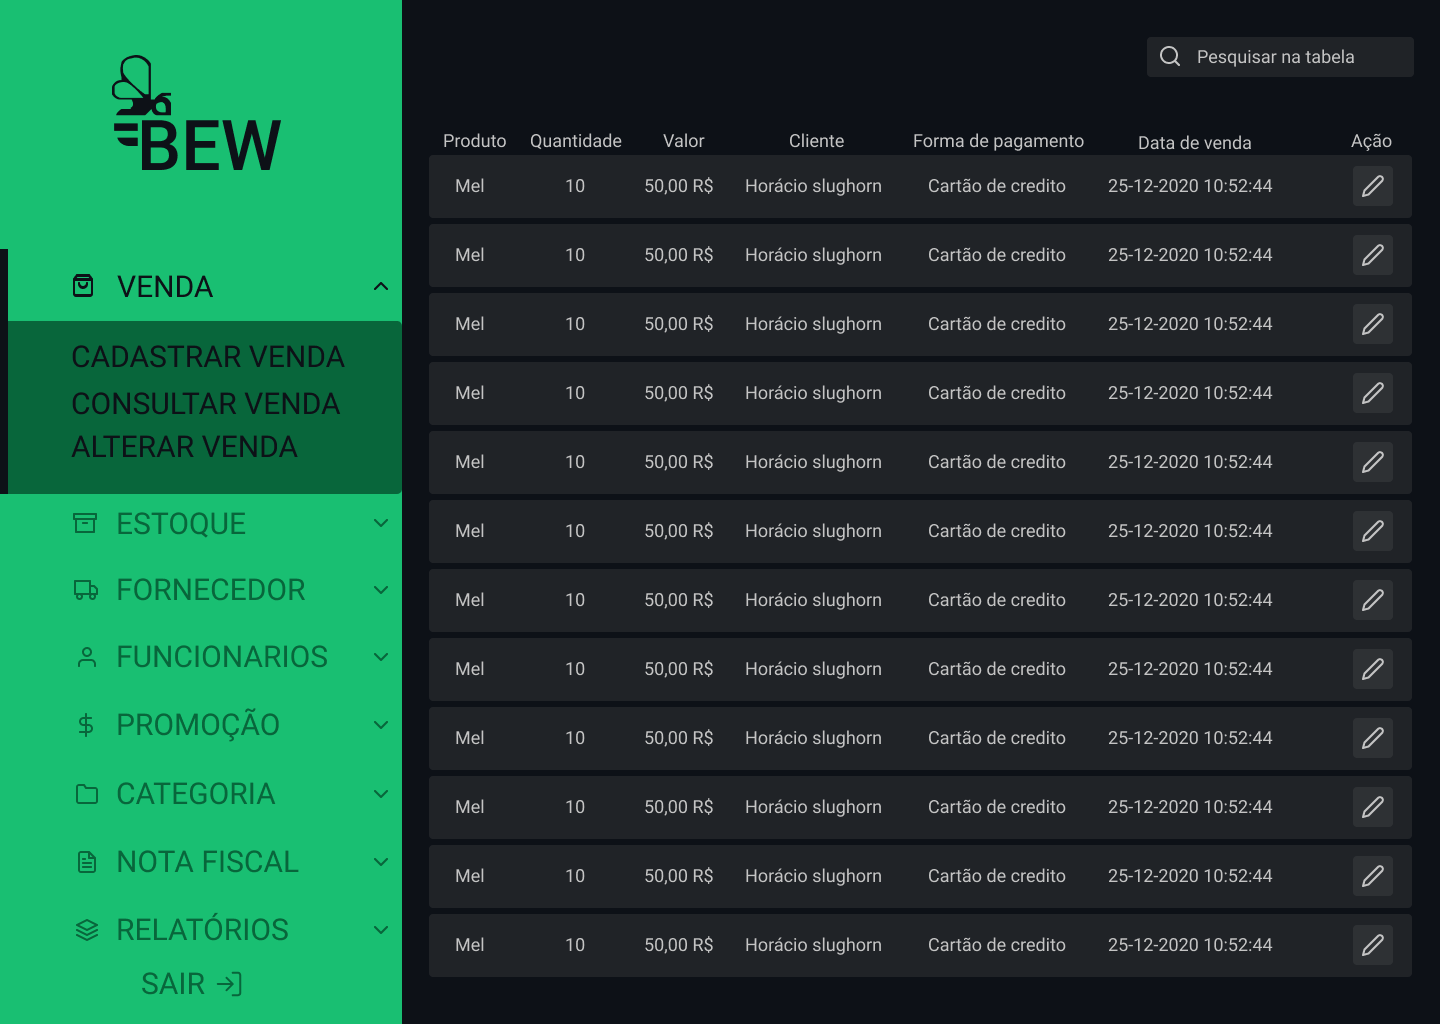 BEW
VENDA
CADASTRAR VENDA
CONSULTAR VENDA
ALTERAR VENDA
ESTOQUE
FORNECEDOR
FUNCIONARIOS
PROMOÇÃO
CATEGORIA
NOTA FISCAL
RELATÓRIOS
SAIR
Pesquisar na tabela
Produto Quantidade Valor Cliente Forma de pagamento Data de venda Ação
Mel 10 50,00 R$ Horácio slughorn Cartão de credito 25-12-2020 10:52:44
Mel 10 50,00 R$ Horácio slughorn Cartão de credito 25-12-2020 10:52:44
Mel 10 50,00 R$ Horácio slughorn Cartão de credito 25-12-2020 10:52:44
Mel 10 50,00 R$ Horácio slughorn Cartão de credito 25-12-2020 10:52:44
Mel 10 50,00 R$ Horácio slughorn Cartão de credito 25-12-2020 10:52:44
Mel 10 50,00 R$ Horácio slughorn Cartão de credito 25-12-2020 10:52:44
Mel 10 50,00 R$ Horácio slughorn Cartão de credito 25-12-2020 10:52:44
Mel 10 50,00 R$ Horácio slughorn Cartão de credito 25-12-2020 10:52:44
Mel 10 50,00 R$ Horácio slughorn Cartão de credito 25-12-2020 10:52:44
Mel 10 50,00 R$ Horácio slughorn Cartão de credito 25-12-2020 10:52:44
Mel 10 50,00 R$ Horácio slughorn Cartão de credito 25-12-2020 10:52:44
Mel 10 50,00 R$ Horácio slughorn Cartão de credito 25-12-2020 10:52:44